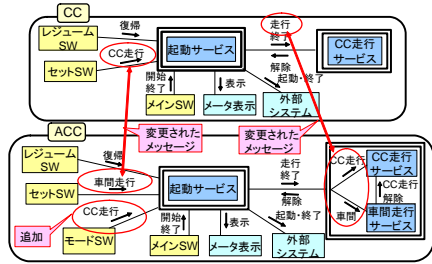 CC
レジューム
SW
復帰
CC走行
セットSW
起動サービス
走行
終了
解除
起動・終了
CC走行
サービス
開始
終了
表示
メインSW
メータ表示
外部
システム
ACC
変更された
メッセージ
変更された
メッセージ
レジューム
SW
復帰
車間走行
セットSW
CC走行
追加
モードSW
起動サービス
走行
終了
解除
起動・終了
開始
終了
表示
メインSW
メータ表示
外部
システム
CC走行
CC走行
サービス
CC走行
解除
車間
車間走行
サービス